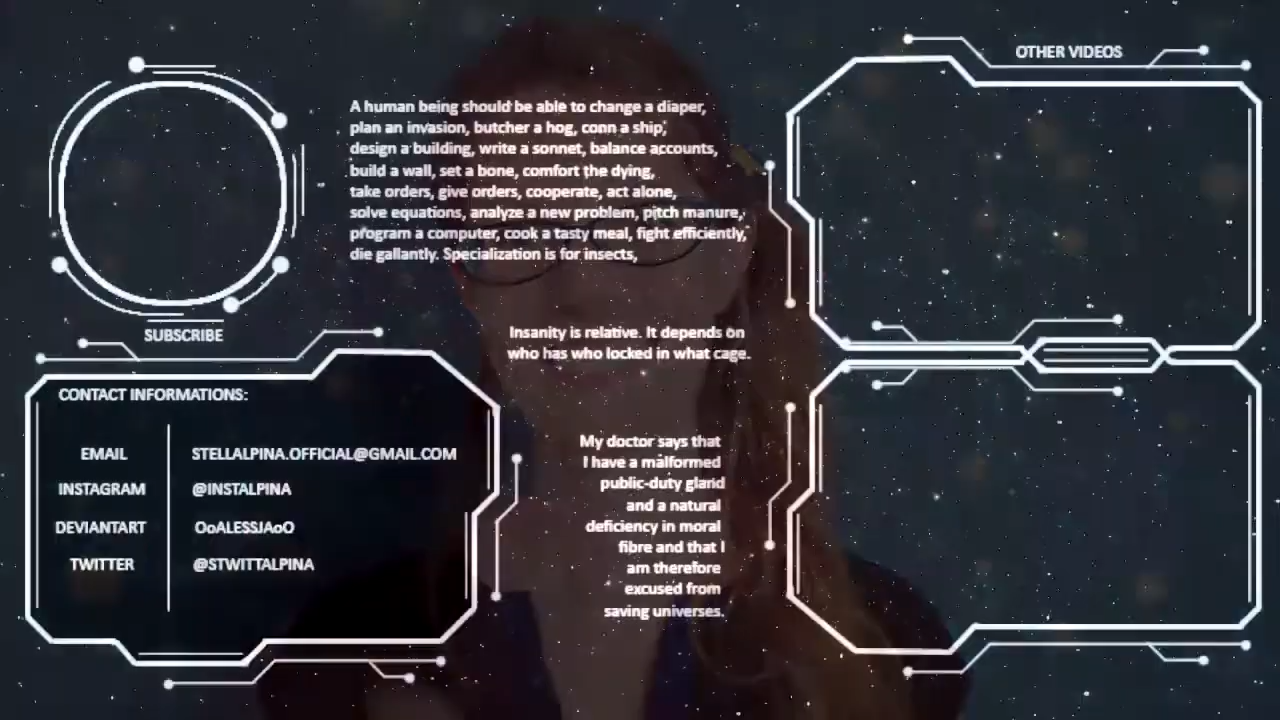 OTHER VIDEOS
A human being should be able to change a diaper,
plan an invasion, butcher a hog, conn a ship,
design a building, write a sonnet, balance accounts,
build a wall, set a bone, comfort the dying,
take orders, give orders, cooperate, act alone,
solve equations, analyze a new problem, pitch manure,
program a computer, cook a tasty meal, fight efficiently,
die gallantly. Specialization is for insects,
SUBSCRIBE
Insanity is relative. It depends on
who has who locked in what cage.
CONTACT INFORMATIONS:
EMAIL STELLALPINA.OFFICIAL@GMAIL.COM
INSTAGRAM @INSTALPINA
DEVIANTART OoALESSJAoO
TWITTER @STWITTALPINA
My doctor says that
I have a malformed
public-duty gland
and a natural
deficiency in moral
fibre and that I
am therefore
excused from
saving universes.